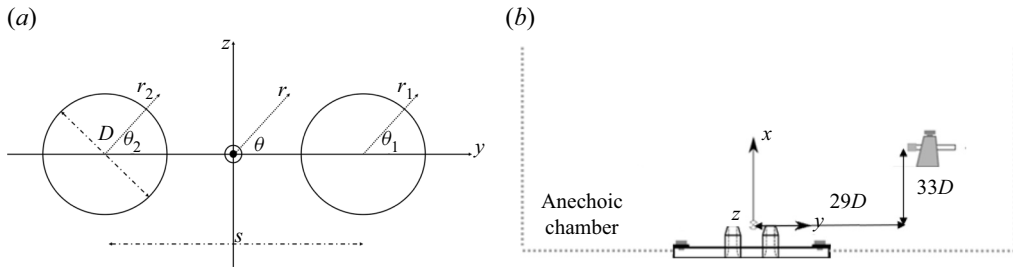 (a)
z
r2
r
r1
D
θ2
θ
θ1
y
s
(b)
x
Anechoic
chamber
z
y
29D
33D